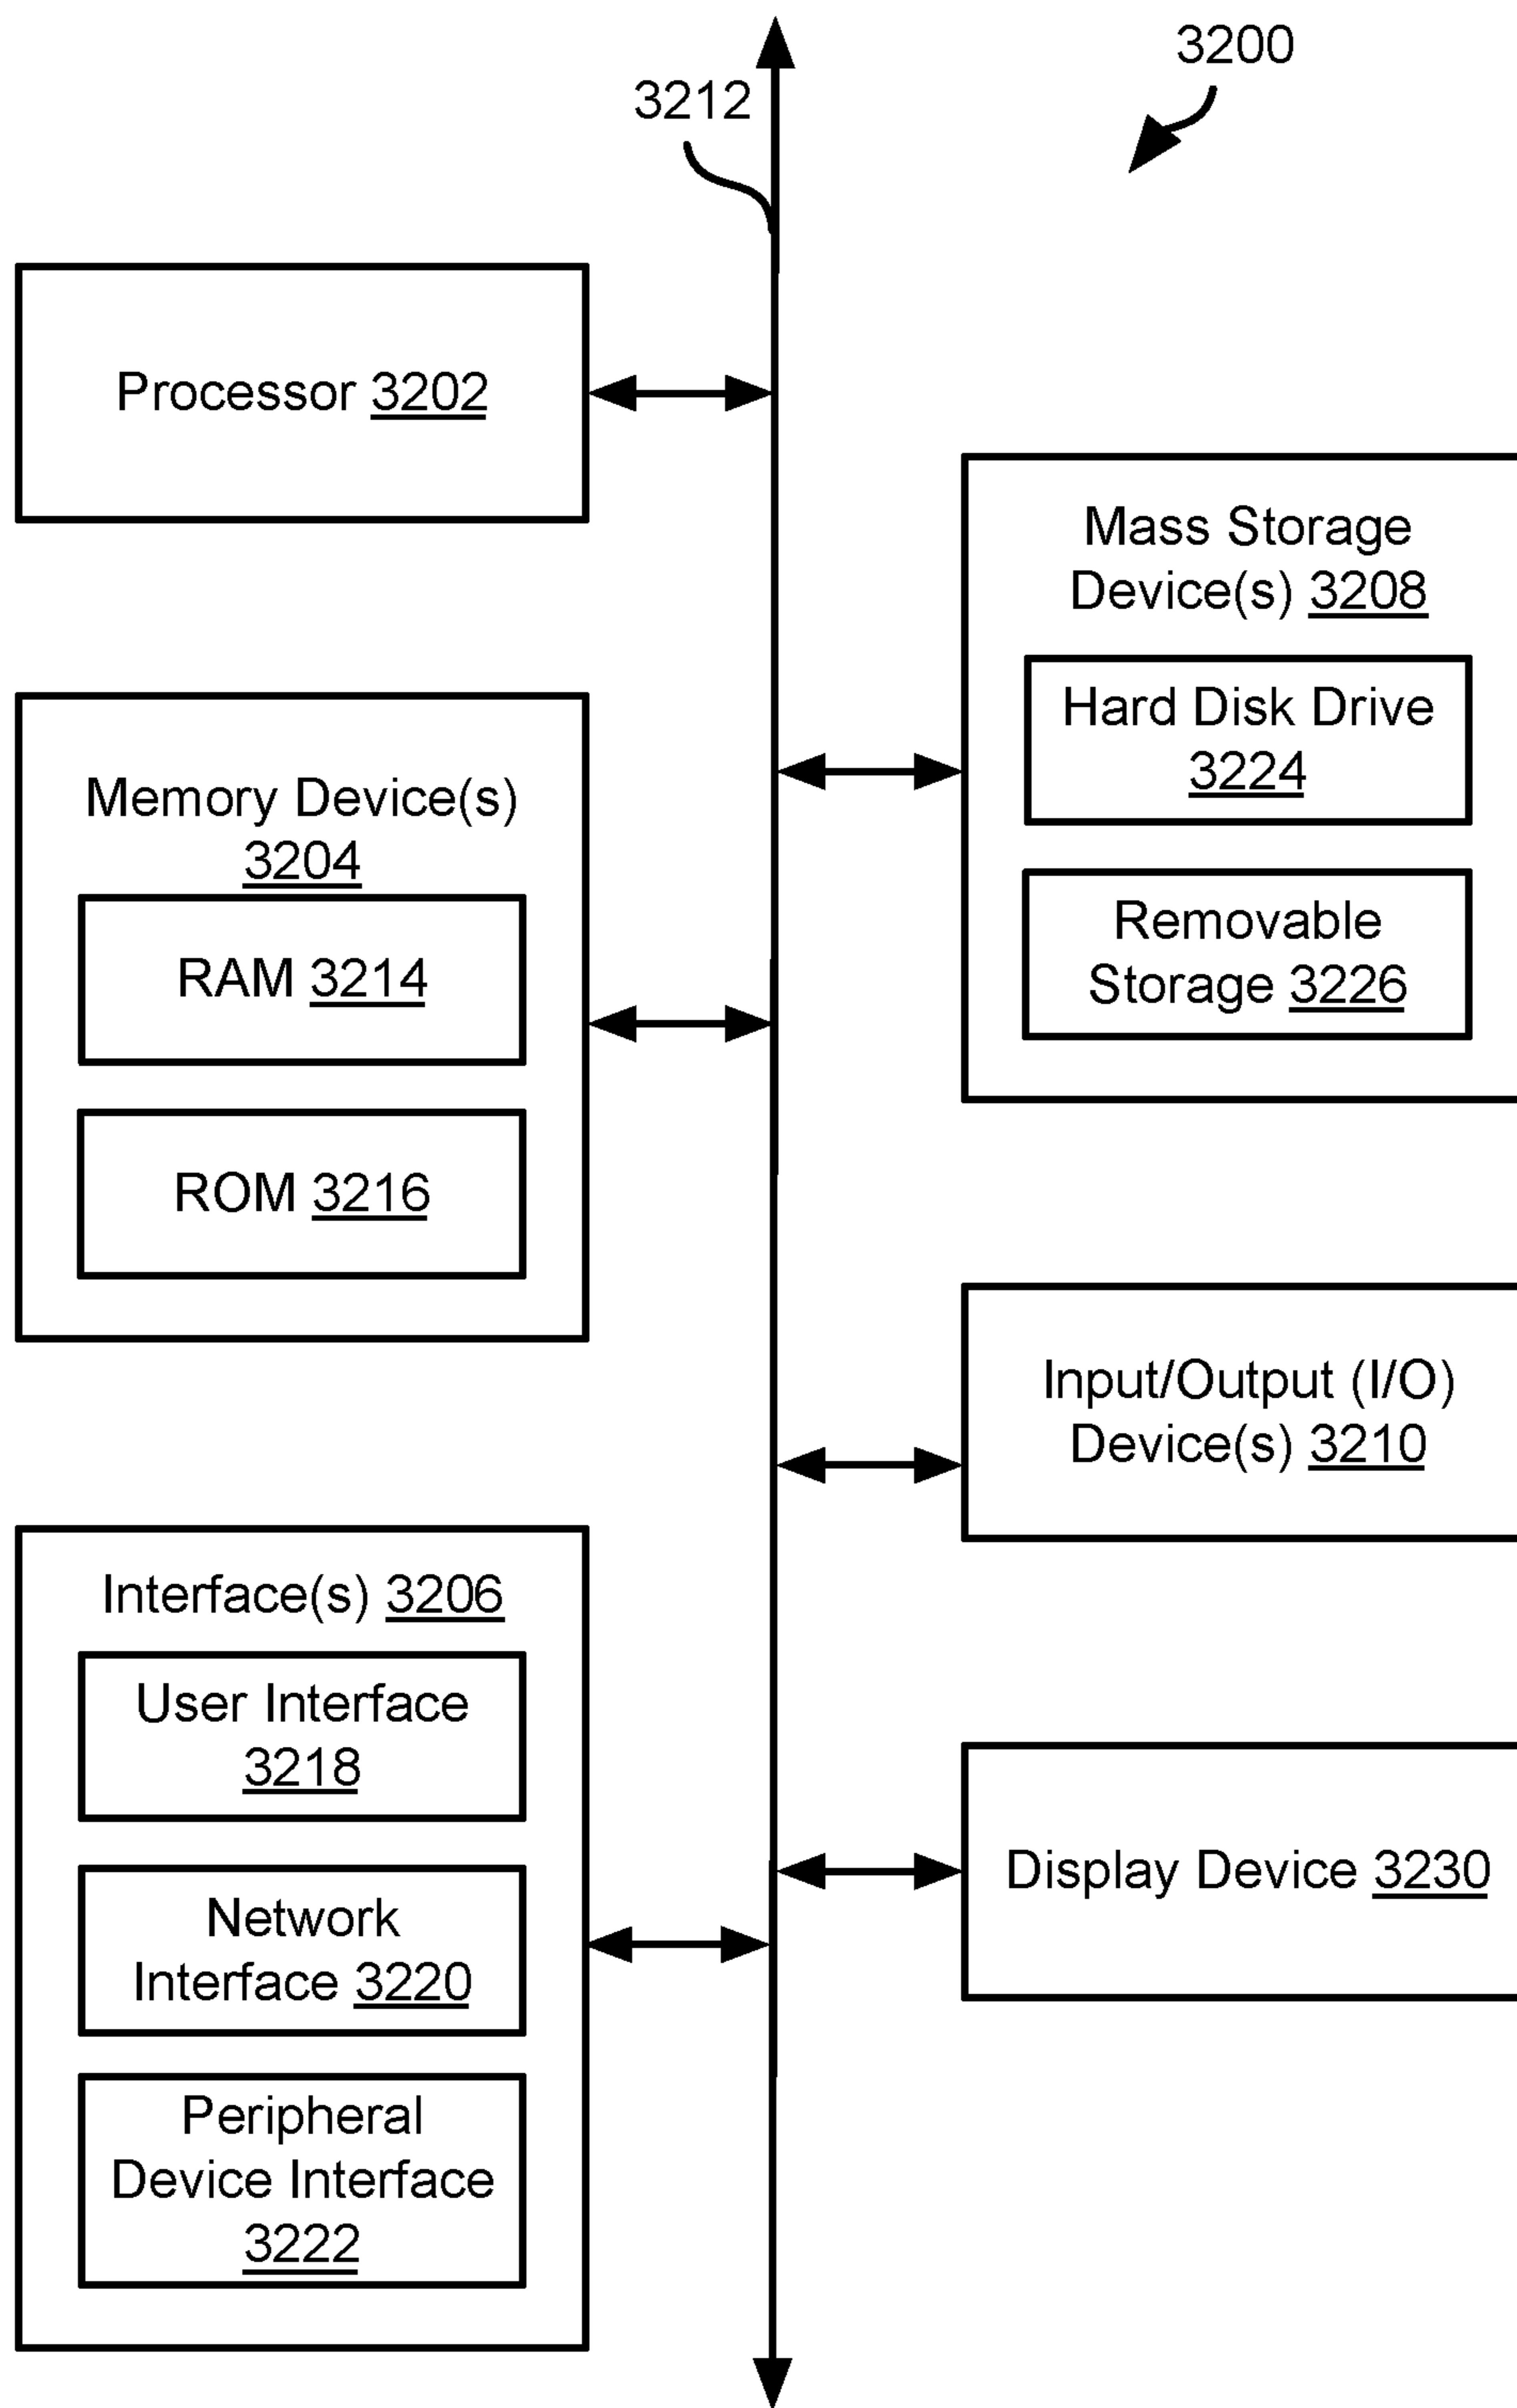 3200
3212
Processor 3202
Mass Storage
Device(s) 3208
Hard Disk Drive
3224
Removable
Storage 3226
Memory Device(s)
3204
RAM 3214
ROM 3216
Input/Output (I/O)
Device(s) 3210
Interface(s) 3206
User Interface
3218
Network
Interface 3220
Peripheral
Device Interface
3222
Display Device 3230